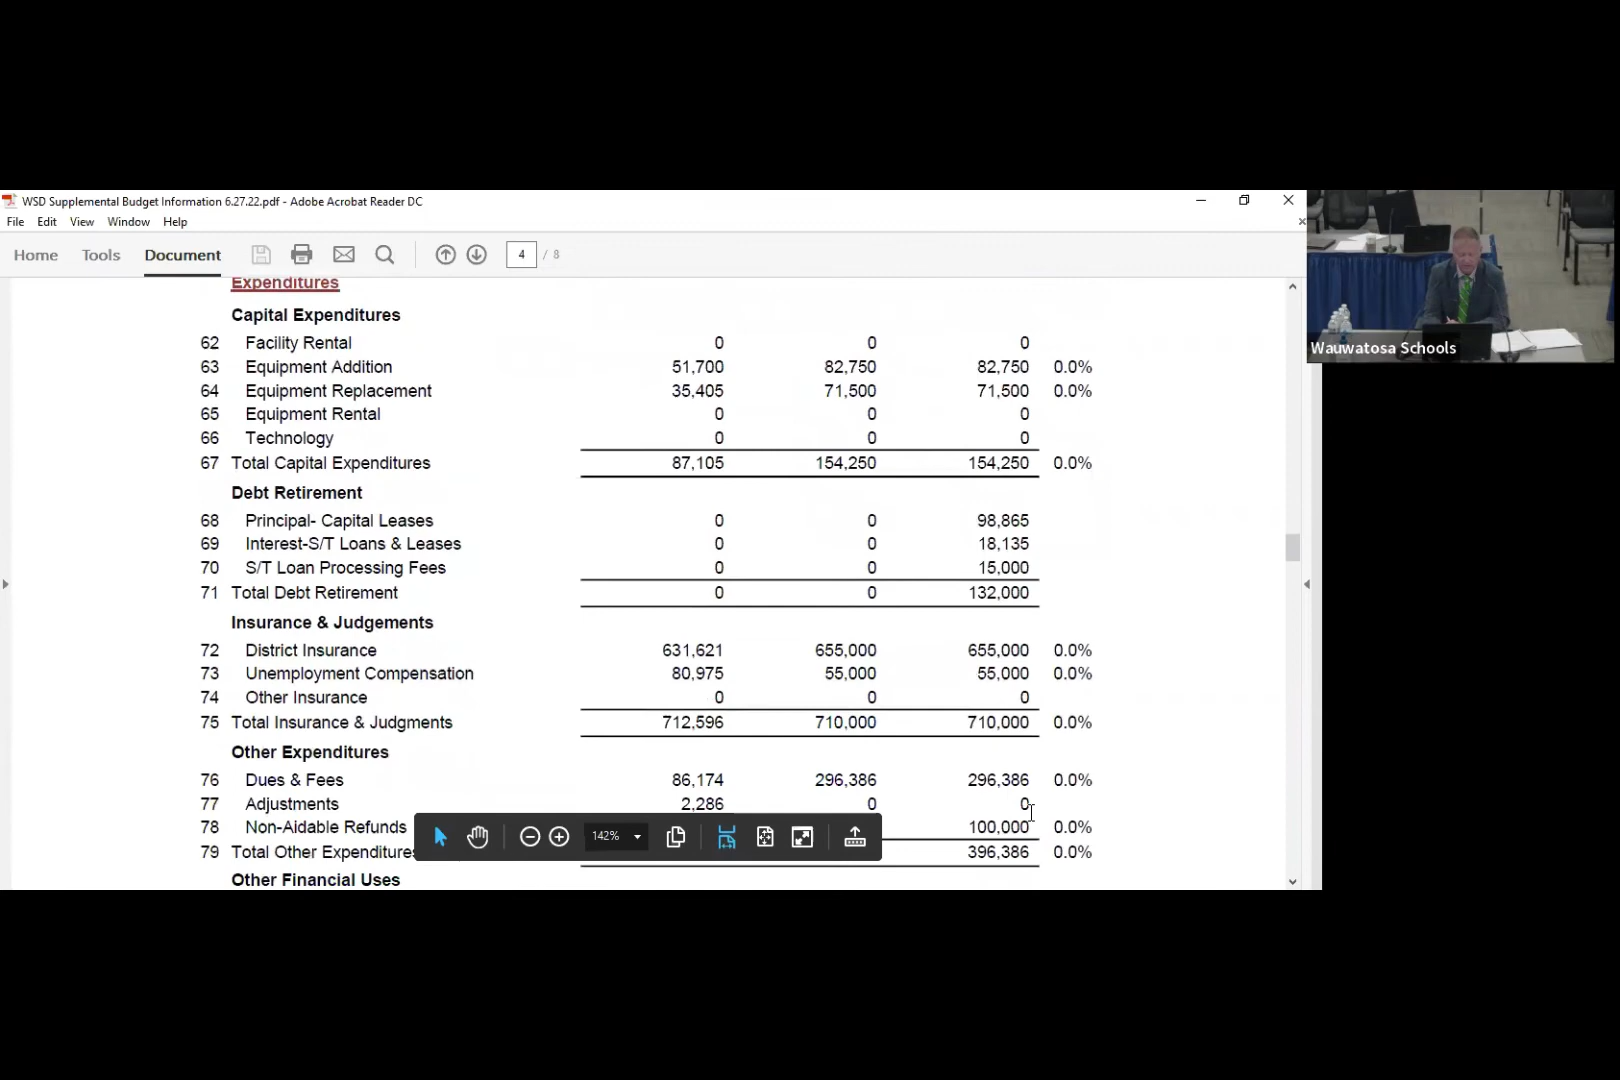 WSD Supplemental Budget Information 6.27.22.pdf - Adobe Acrobat Reader DC
File Edit View Window Help
Home Tools Document 4 / 8
Wauwatosa Schools
Expenditures
Capital Expenditures
62 Facility Rental 0 0 0
63 Equipment Addition 51,700 82,750 82,750 0.0%
64 Equipment Replacement 35,405 71,500 71,500 0.0%
65 Equipment Rental 0 0 0
66 Technology 0 0 0
67 Total Capital Expenditures 87,105 154,250 154,250 0.0%
Debt Retirement
68 Principal- Capital Leases 0 0 98,865
69 Interest-S/T Loans & Leases 0 0 18,135
70 S/T Loan Processing Fees 0 0 15,000
71 Total Debt Retirement 0 0 132,000
Insurance & Judgements
72 District Insurance 631,621 655,000 655,000 0.0%
73 Unemployment Compensation 80,975 55,000 55,000 0.0%
74 Other Insurance 0 0 0
75 Total Insurance & Judgments 712,596 710,000 710,000 0.0%
Other Expenditures
76 Dues & Fees 86,174 296,386 296,386 0.0%
77 Adjustments 2,286 0 0
78 Non-Aidable Refunds 100,000 0.0%
142%
79 Total Other Expenditures 396,386 0.0%
Other Financial Uses